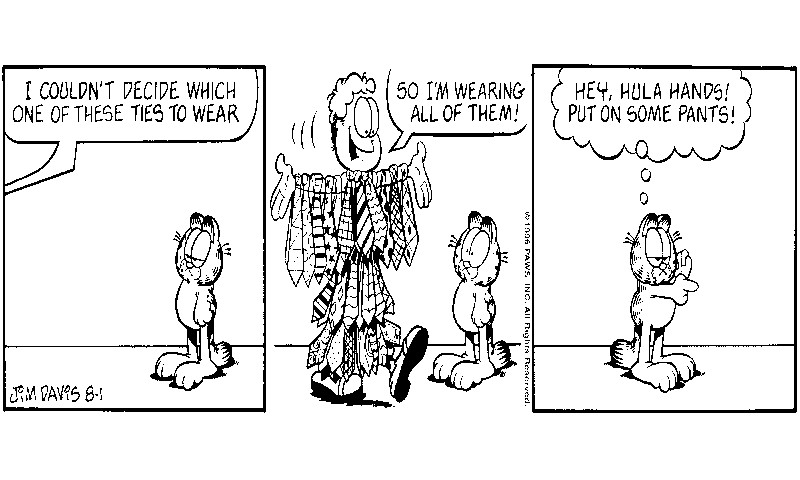 I COULDN'T DECIDE WHICH
ONE OF THESE TIES TO WEAR
SO I'M WEARING
ALL OF THEM!
HEY, HULA HANDS!
PUT ON SOME PANTS!
JIM DAVIS 8-1
© 1996 PAWS, INC. All Rights Reserved.